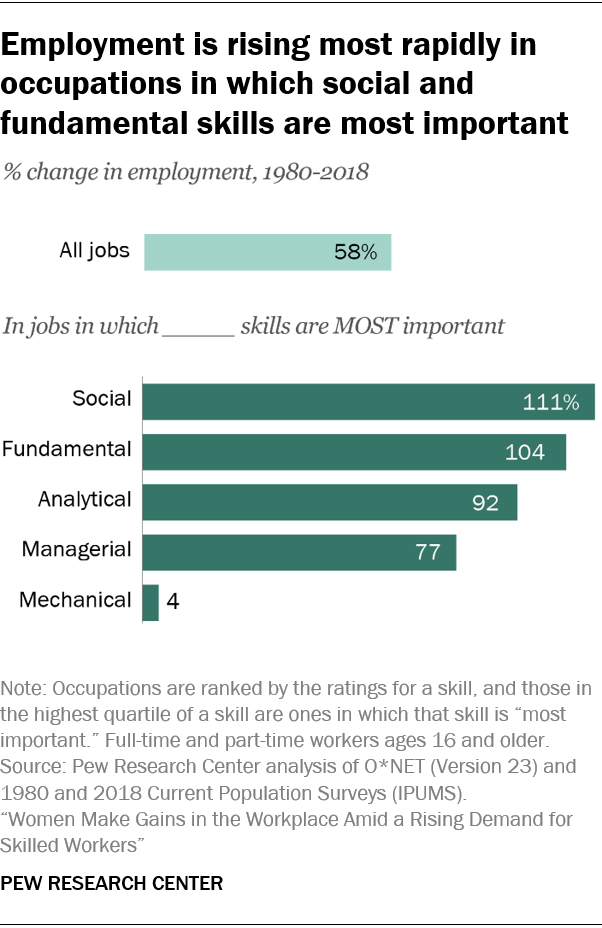 Employment is rising most rapidly in
occupations in which social and
fundamental skills are most important
% change in employment, 1980-2018
All jobs 58%
In jobs in which _____ skills are MOST important
Social 111%
Fundamental 104
Analytical 92
Managerial 77
Mechanical 4
Note: Occupations are ranked by the ratings for a skill, and those in
the highest quartile of a skill are ones in which that skill is “most
important.” Full-time and part-time workers ages 16 and older.
Source: Pew Research Center analysis of O*NET (Version 23) and
1980 and 2018 Current Population Surveys (IPUMS).
“Women Make Gains in the Workplace Amid a Rising Demand for
Skilled Workers”
PEW RESEARCH CENTER